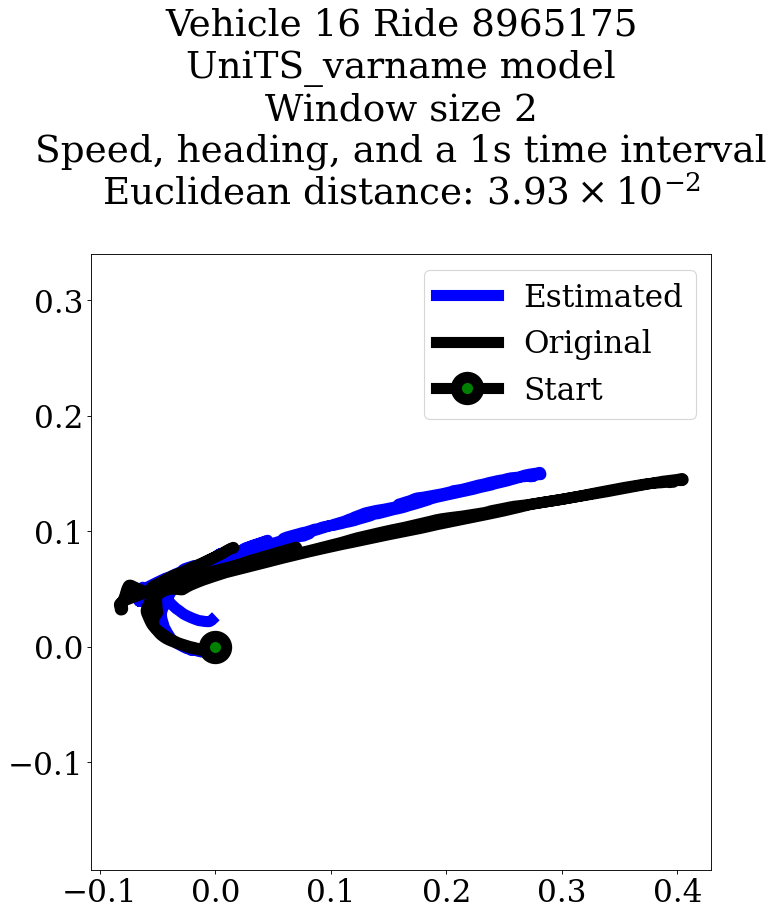 Vehicle 16 Ride 8965175
UniTS_varname model
Window size 2
Speed, heading, and a 1s time interval
Euclidean distance: 3.93 × 10⁻²
Estimated
Original
Start
0.3
0.2
0.1
0.0
−0.1
−0.1 0.0 0.1 0.2 0.3 0.4